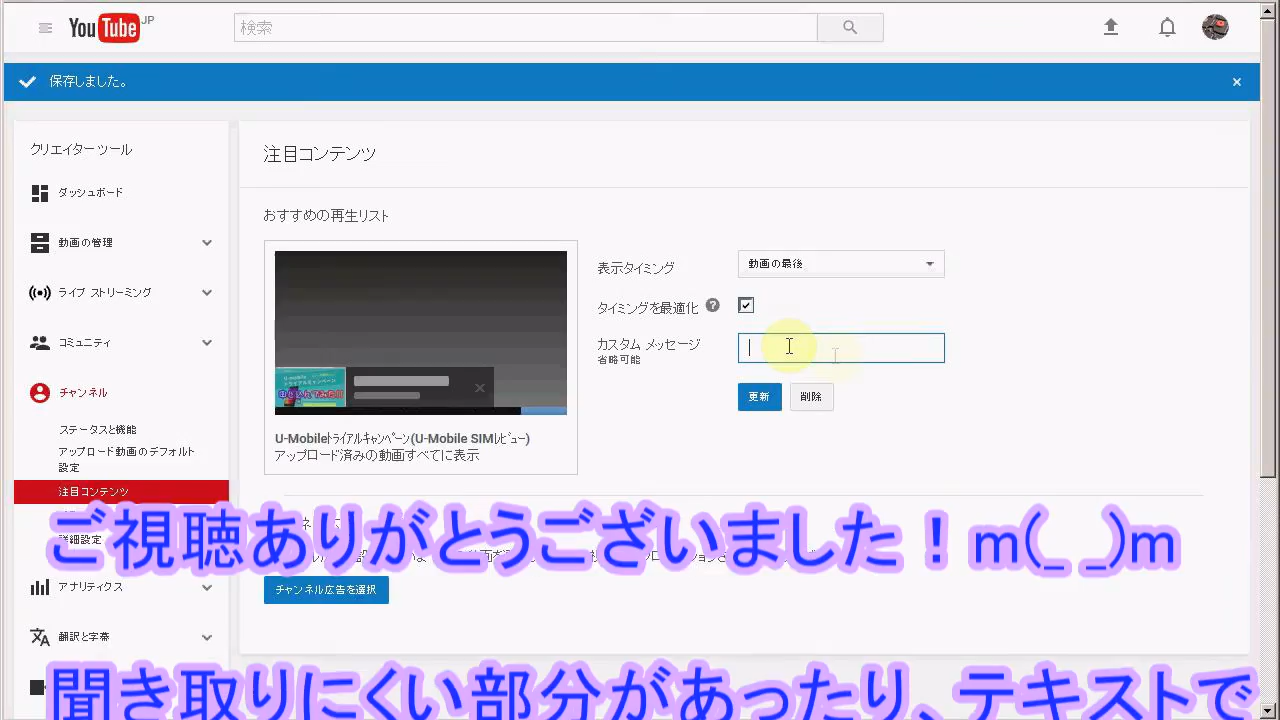 YouTube JP
検索
保存しました。
クリエイター ツール
ダッシュボード
動画の管理
ライブ ストリーミング
コミュニティ
チャンネル
ステータスと機能
アップロード動画のデフォルト
設定
注目コンテンツ
詳細設定
アナリティクス
翻訳と字幕
注目コンテンツ
おすすめの再生リスト
U-Mobile
トライアルキャンペーン
U-Mobileトライアルキャンペーン(U-Mobile SIMレビュー)
アップロード済みの動画すべてに表示
表示タイミング
動画の最後
タイミングを最適化
カスタム メッセージ
省略可能
更新
削除
チャンネル広告を選択
ご視聴ありがとうございました！m(_ _)m
聞き取りにくい部分があったり、テキストで